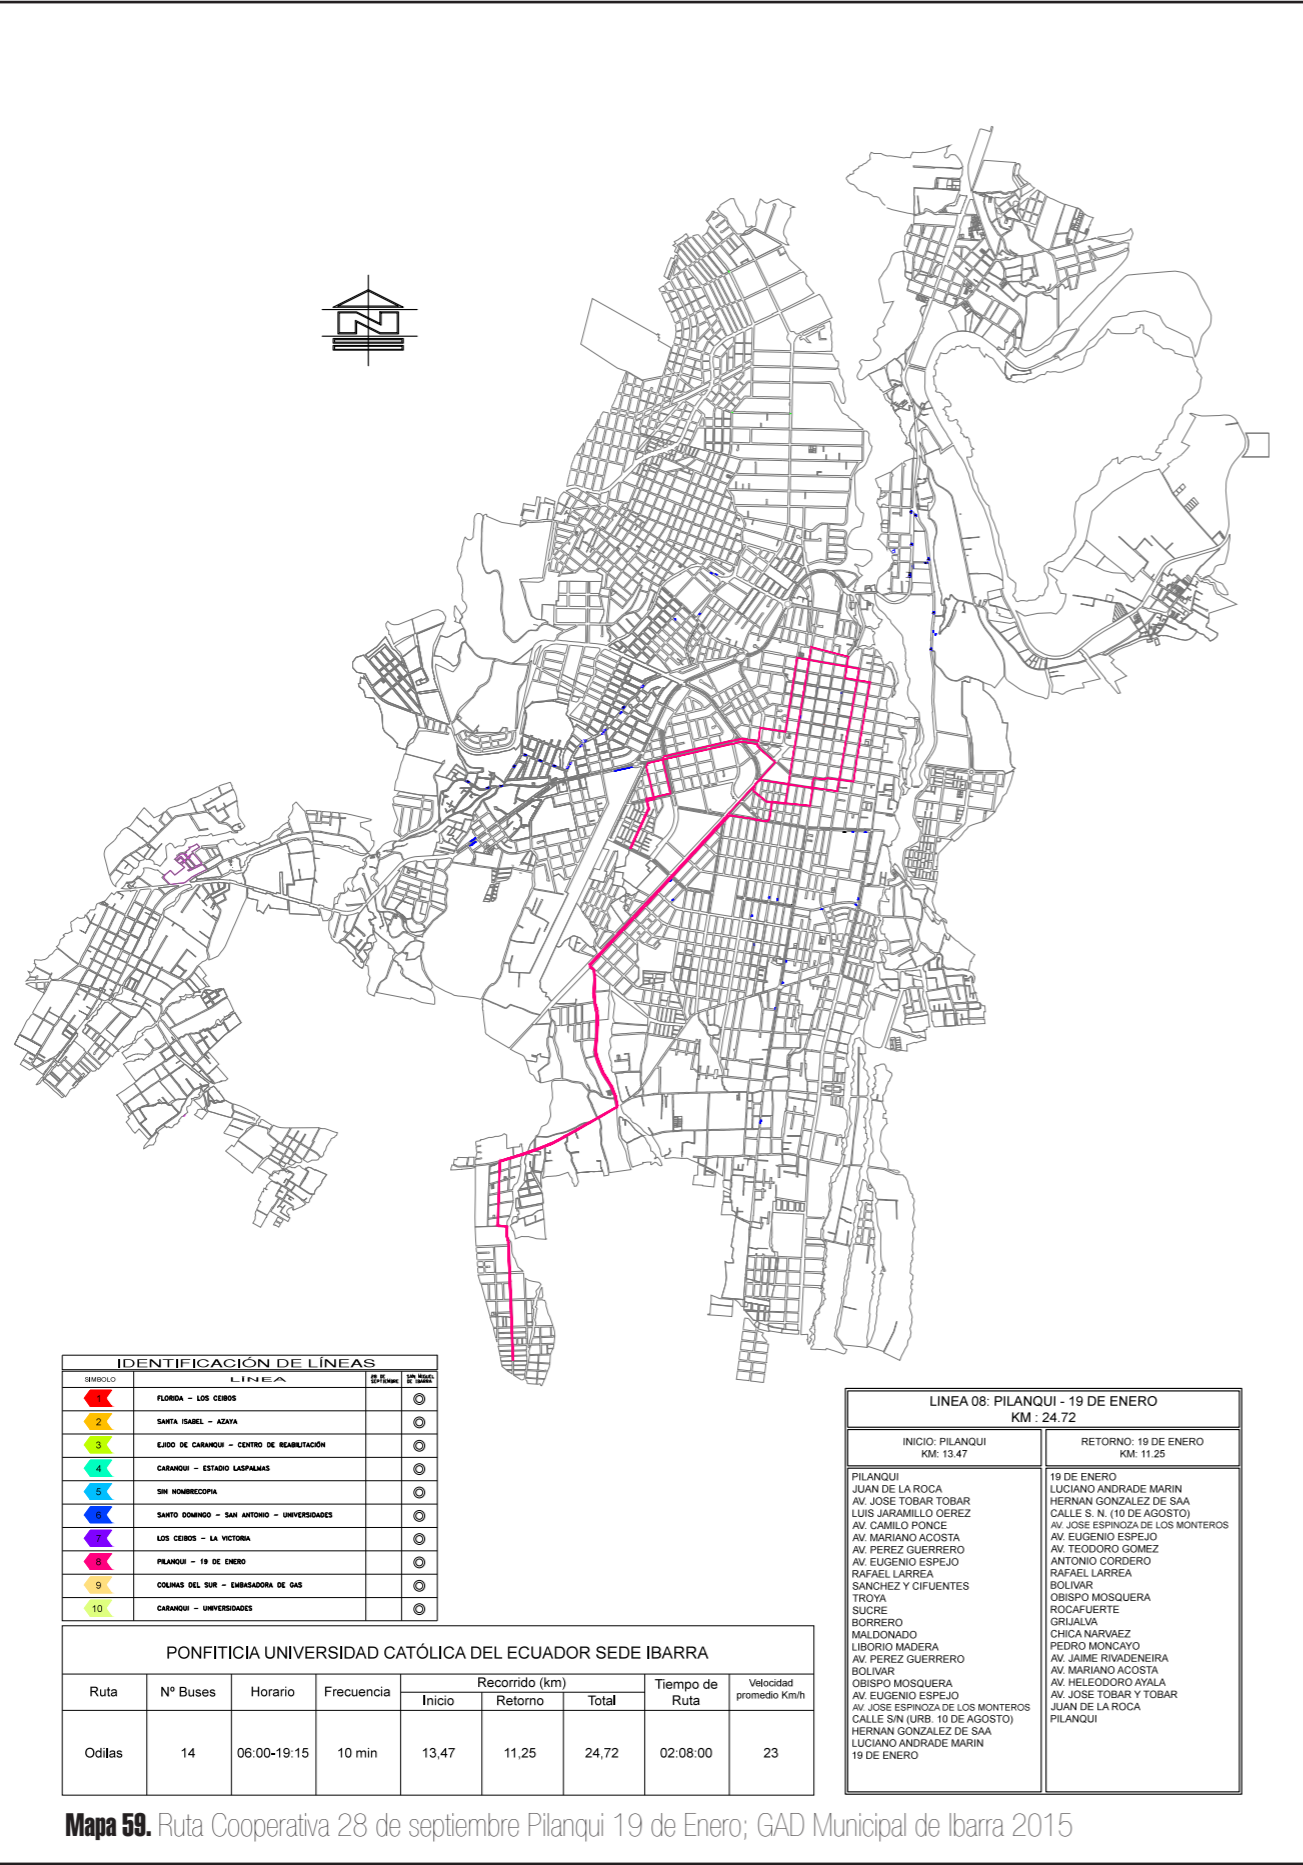 N
IDENTIFICACIÓN DE LÍNEAS
SIMBOLO LÍNEA 28 DE SEPTIEMBRE SAN MIGUEL DE IBARRA
1 FLORIDA - LOS CEIBOS
2 SANTA ISABEL - AZAYA
3 EJIDO DE CARANQUI - CENTRO DE REABILITACIÓN
4 CARANQUI - ESTADIO LASPALMAS
5 SIN NOMBRECOPIA
6 SANTO DOMINGO - SAN ANTONIO - UNIVERSIDADES
7 LOS CEIBOS - LA VICTORIA
8 PILANQUI - 19 DE ENERO
9 COLINAS DEL SUR - EMBASADORA DE GAS
10 CARANQUI - UNIVERSIDADES
LINEA 08: PILANQUI - 19 DE ENERO
KM : 24.72
INICIO: PILANQUI
KM: 13.47
PILANQUI
JUAN DE LA ROCA
AV. JOSE TOBAR TOBAR
LUIS JARAMILLO OEREZ
AV. CAMILO PONCE
AV. MARIANO ACOSTA
AV. PEREZ GUERRERO
AV. EUGENIO ESPEJO
RAFAEL LARREA
SANCHEZ Y CIFUENTES
TROYA
SUCRE
BORRERO
MALDONADO
LIBORIO MADERA
AV. PEREZ GUERRERO
BOLIVAR
OBISPO MOSQUERA
AV. EUGENIO ESPEJO
AV. JOSE ESPINOZA DE LOS MONTEROS
CALLE S/N (URB. 10 DE AGOSTO)
HERNAN GONZALEZ DE SAA
LUCIANO ANDRADE MARIN
19 DE ENERO
RETORNO: 19 DE ENERO
KM: 11.25
19 DE ENERO
LUCIANO ANDRADE MARIN
HERNAN GONZALEZ DE SAA
CALLE S. N. (10 DE AGOSTO)
AV. JOSE ESPINOZA DE LOS MONTEROS
AV. EUGENIO ESPEJO
AV. TEODORO GOMEZ
ANTONIO CORDERO
RAFAEL LARREA
BOLIVAR
OBISPO MOSQUERA
ROCAFUERTE
GRIJALVA
CHICA NARVAEZ
PEDRO MONCAYO
AV. JAIME RIVADENEIRA
AV. MARIANO ACOSTA
AV. HELEODORO AYALA
AV. JOSE TOBAR Y TOBAR
JUAN DE LA ROCA
PILANQUI
PONFITICIA UNIVERSIDAD CATÓLICA DEL ECUADOR SEDE IBARRA
Ruta Nº Buses Horario Frecuencia Recorrido (km) Tiempo de Ruta Velocidad promedio Km/h
Inicio Retorno Total
Odilas 14 06:00-19:15 10 min 13,47 11,25 24,72 02:08:00 23
Mapa 59. Ruta Cooperativa 28 de septiembre Pilanqui 19 de Enero; GAD Municipal de Ibarra 2015